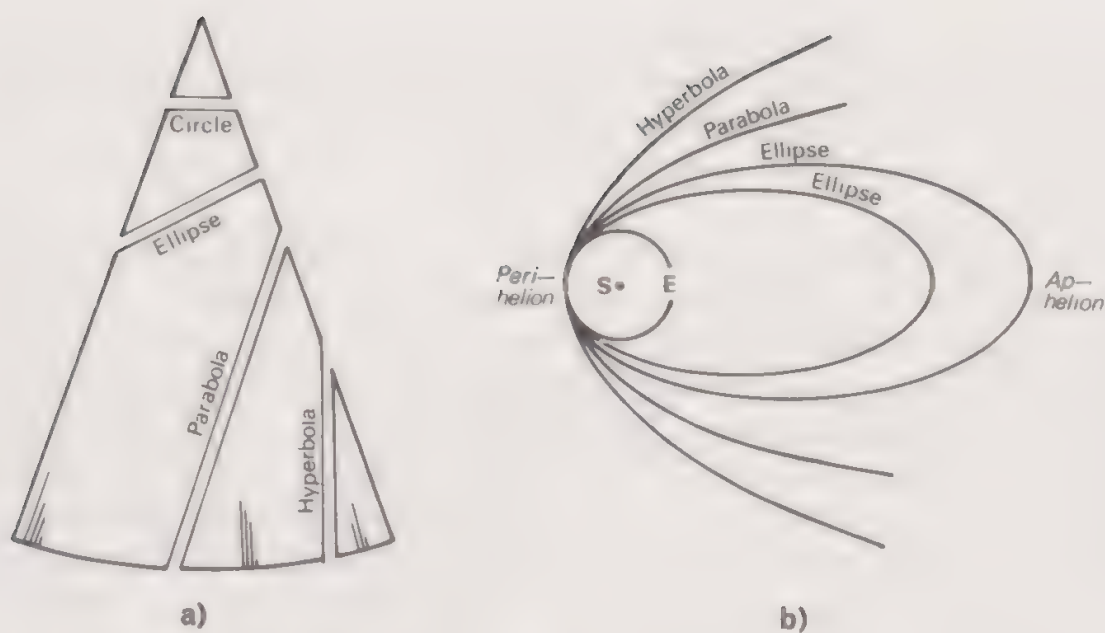 Circle
Ellipse
Parabola
Hyperbola
a)
Hyperbola
Parabola
Ellipse
Ellipse
Peri—
helion
S
E
Ap—
helion
b)